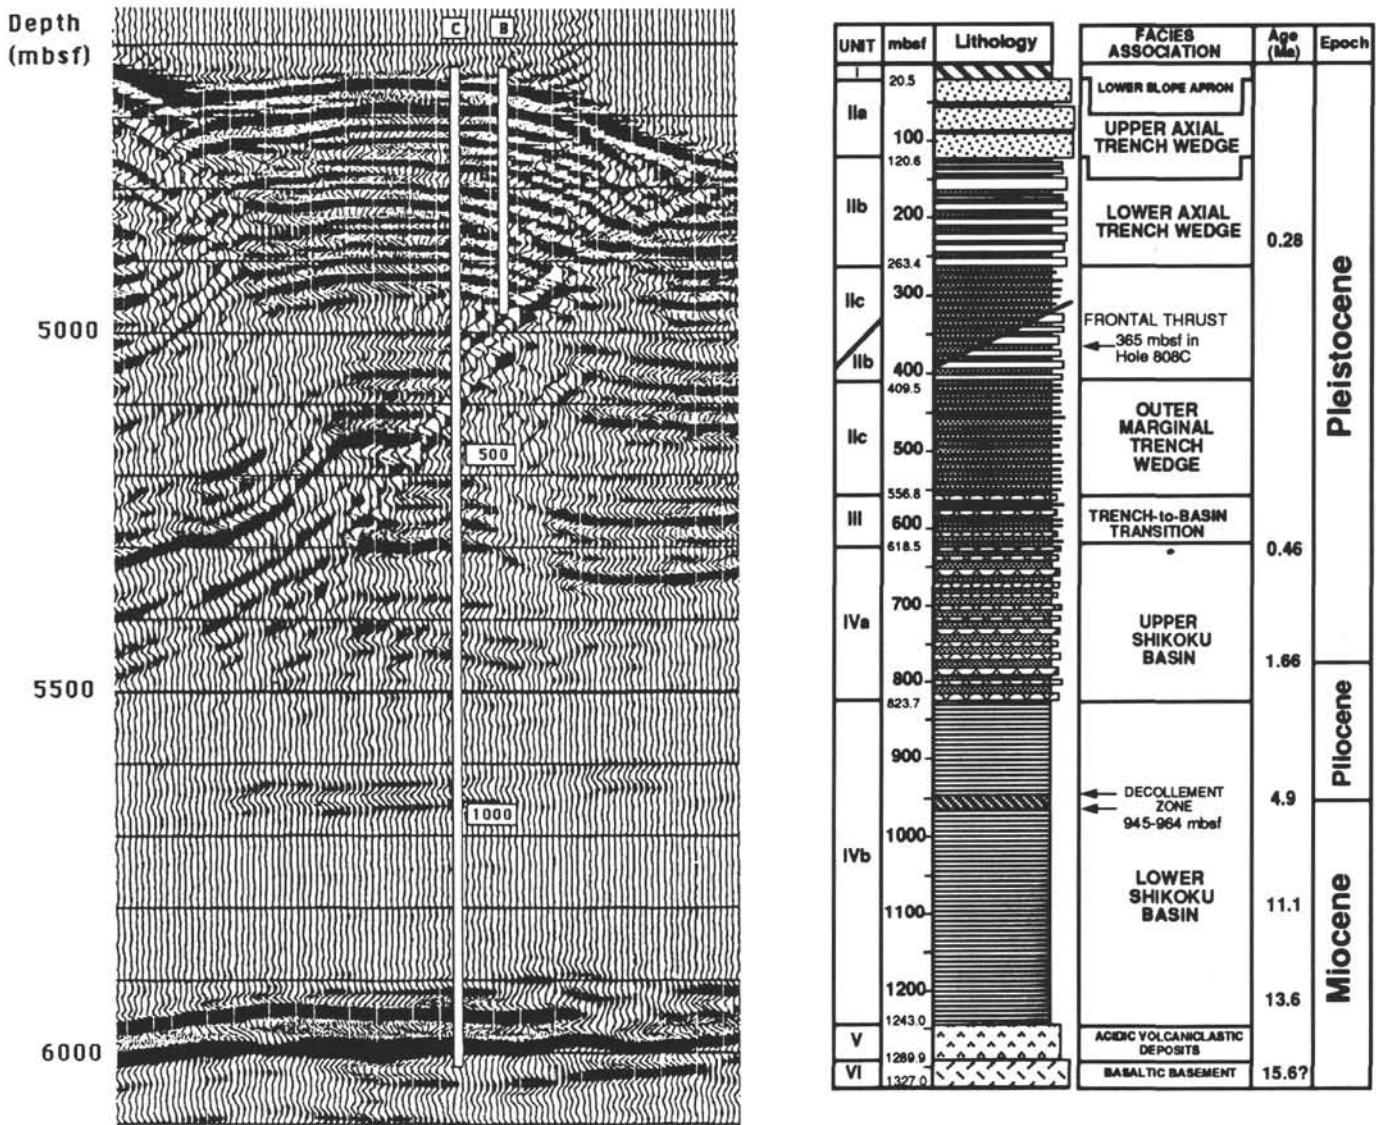 Depth
(mbsf)
C
B
5000
500
5500
1000
6000
UNIT
mbsf
Lithology
FACIES
ASSOCIATION
Age
(Ma)
Epoch
I
20.5
LOWER SLOPE APRON
IIa
100
UPPER AXIAL
TRENCH WEDGE
120.6
IIb
200
LOWER AXIAL
TRENCH WEDGE
0.28
263.4
IIc
300
FRONTAL THRUST
365 mbsf in
Hole 808C
IIb
400
409.5
IIc
500
OUTER
MARGINAL
TRENCH
WEDGE
556.8
III
600
TRENCH-to-BASIN
TRANSITION
618.5
0.46
Pleistocene
IVa
700
UPPER
SHIKOKU
BASIN
1.66
800
823.7
900
Pliocene
DECOLLEMENT
ZONE
945-964 mbsf
4.9
1000
IVb
LOWER
SHIKOKU
BASIN
11.1
1100
Miocene
1200
13.6
1243.0
V
ACIDIC VOLCANICLASTIC
DEPOSITS
1289.9
VI
BASALTIC BASEMENT
15.6?
1327.0